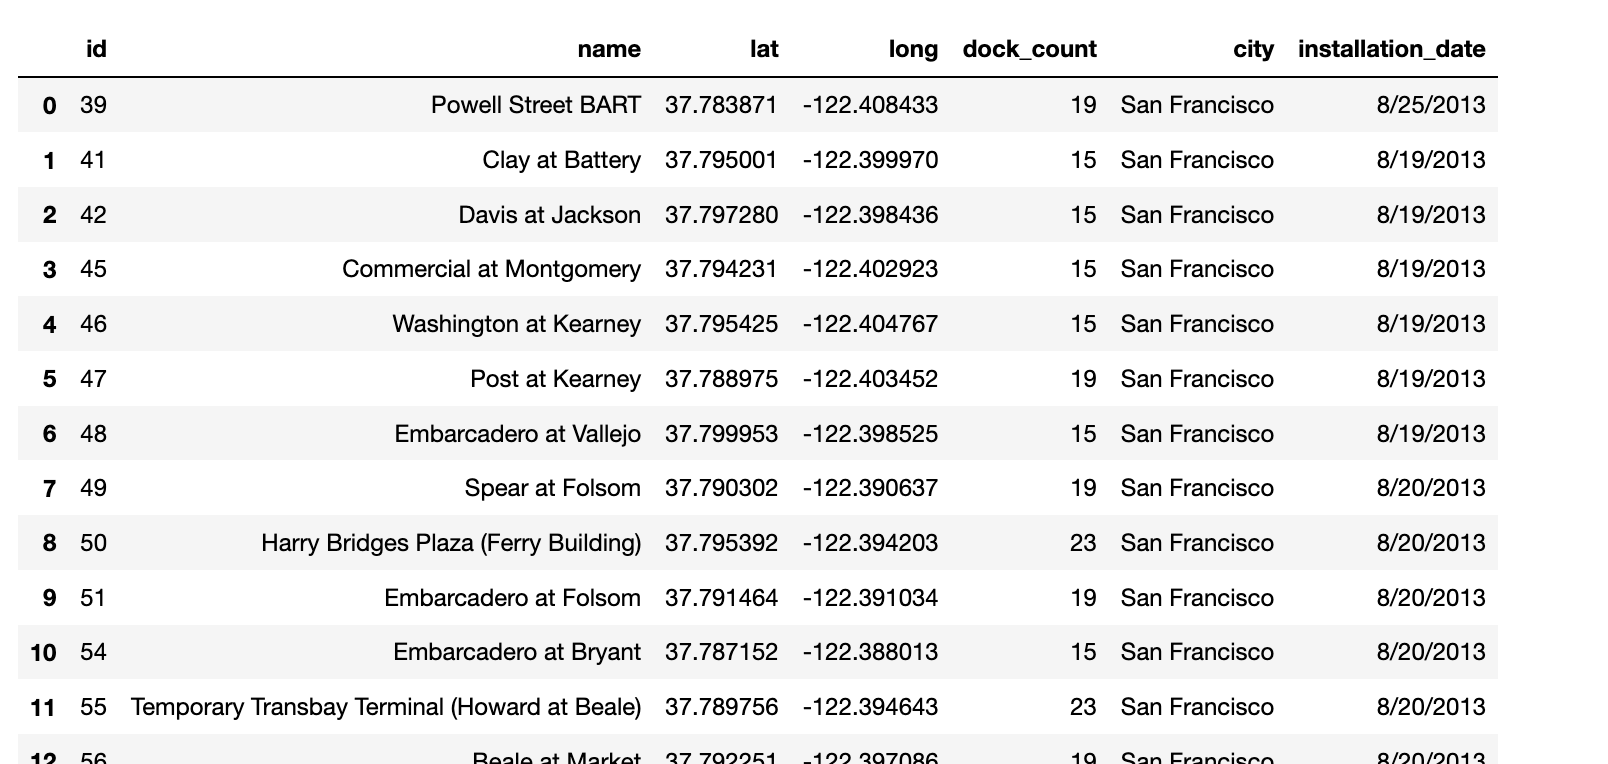 id name lat long dock_count city installation_date
0 39 Powell Street BART 37.783871 -122.408433 19 San Francisco 8/25/2013
1 41 Clay at Battery 37.795001 -122.399970 15 San Francisco 8/19/2013
2 42 Davis at Jackson 37.797280 -122.398436 15 San Francisco 8/19/2013
3 45 Commercial at Montgomery 37.794231 -122.402923 15 San Francisco 8/19/2013
4 46 Washington at Kearney 37.795425 -122.404767 15 San Francisco 8/19/2013
5 47 Post at Kearney 37.788975 -122.403452 19 San Francisco 8/19/2013
6 48 Embarcadero at Vallejo 37.799953 -122.398525 15 San Francisco 8/19/2013
7 49 Spear at Folsom 37.790302 -122.390637 19 San Francisco 8/20/2013
8 50 Harry Bridges Plaza (Ferry Building) 37.795392 -122.394203 23 San Francisco 8/20/2013
9 51 Embarcadero at Folsom 37.791464 -122.391034 19 San Francisco 8/20/2013
10 54 Embarcadero at Bryant 37.787152 -122.388013 15 San Francisco 8/20/2013
11 55 Temporary Transbay Terminal (Howard at Beale) 37.789756 -122.394643 23 San Francisco 8/20/2013
12 56 Beale at Market 37.792251 -122.397086 19 San Francisco 8/20/2013